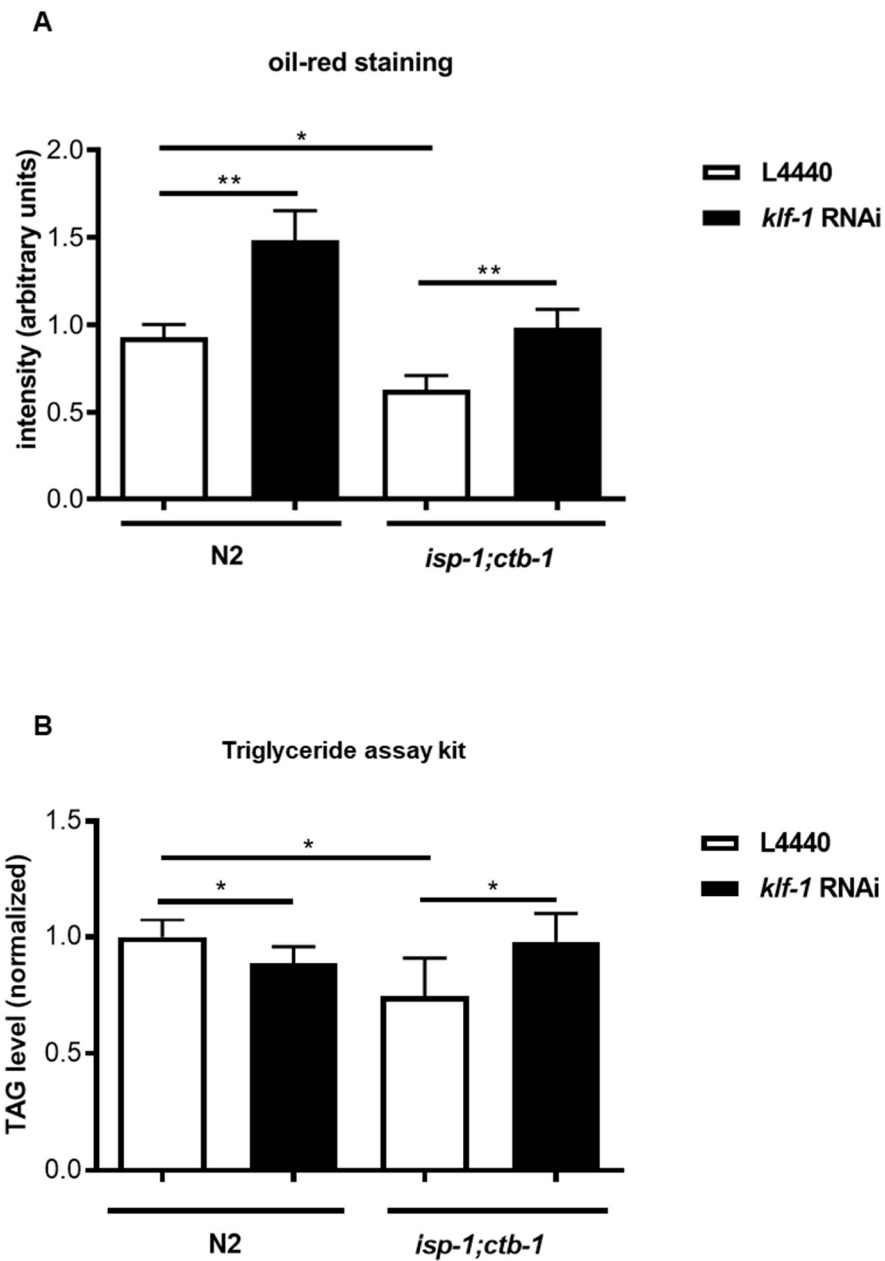 A
oil-red staining
intensity (arbitrary units)
2.0
1.5
1.0
0.5
0.0
*
**
**
L4440
klf-1 RNAi
N2
isp-1;ctb-1
B
Triglyceride assay kit
TAG level (normalized)
1.5
1.0
0.5
0.0
*
*
*
L4440
klf-1 RNAi
N2
isp-1;ctb-1